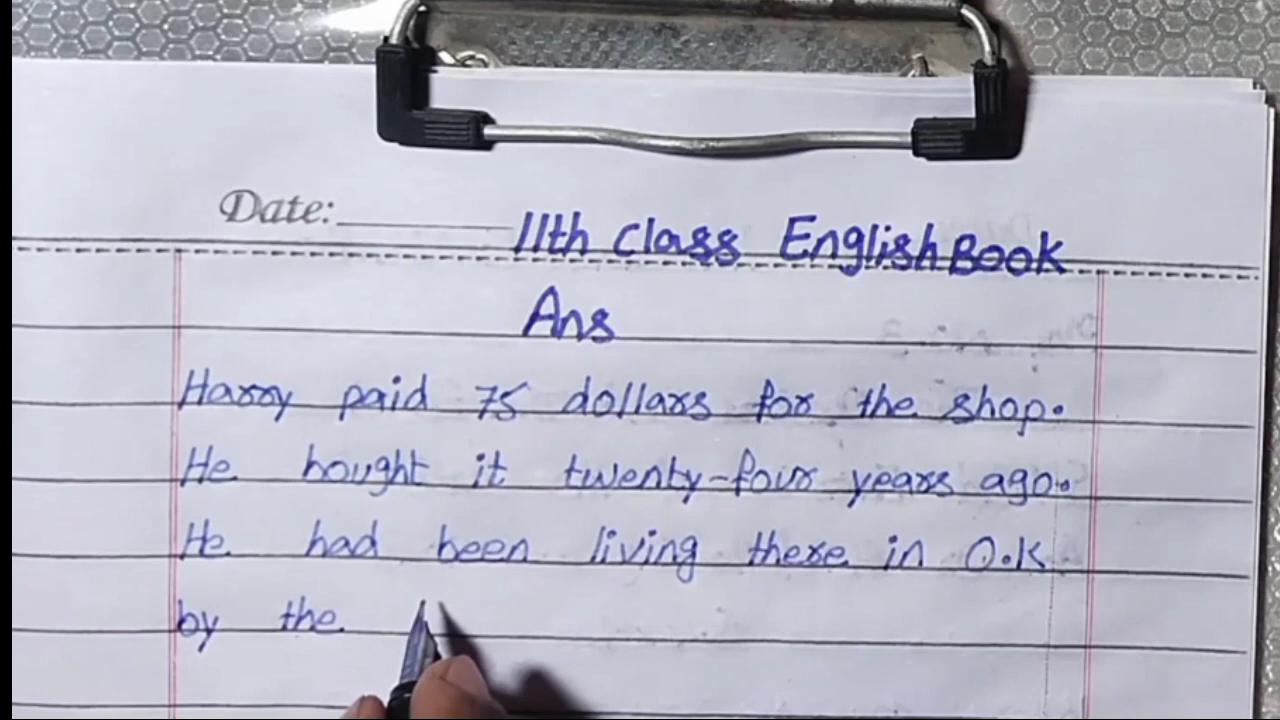 Date:
11th Class English Book
Ans
Harry paid 75 dollars for the shop.
He bought it twenty-four years ago.
He had been living there in O.K
by the